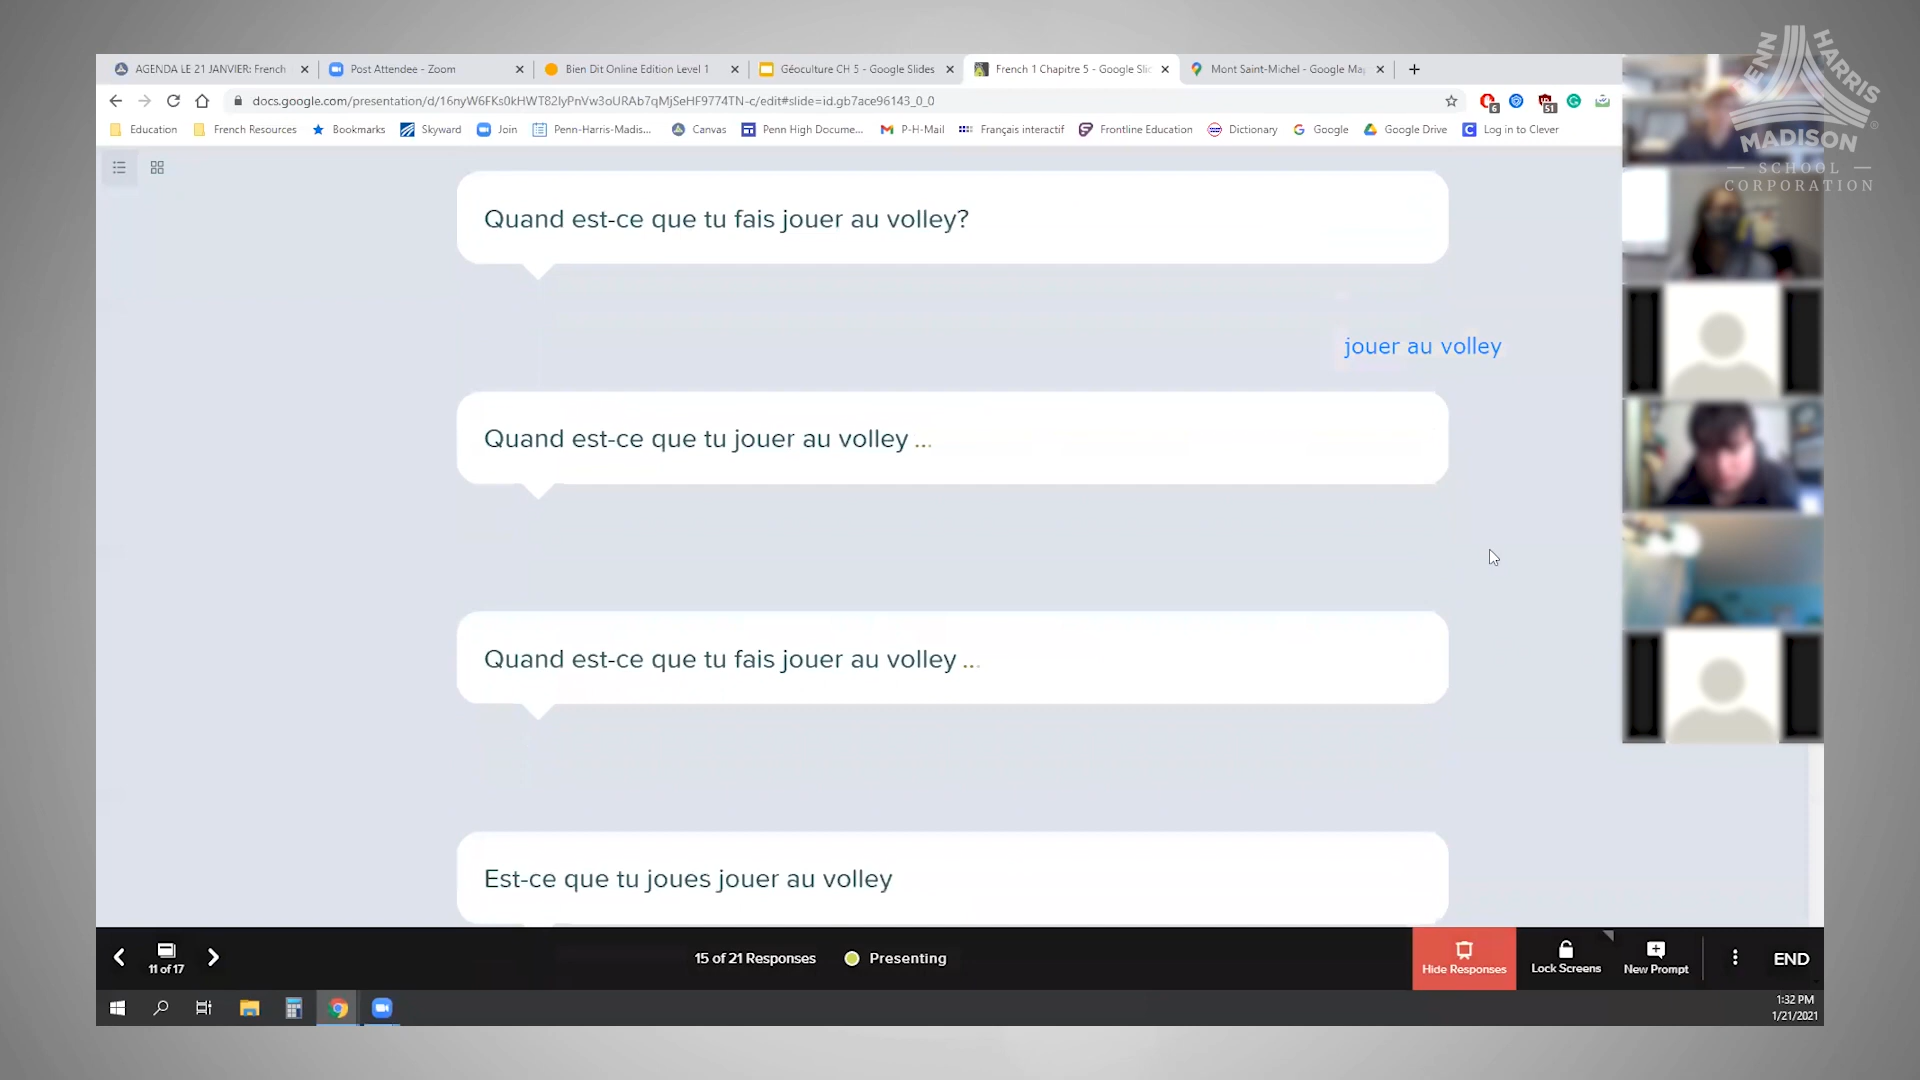 AGENDA LE 21 JANVIER: French
Post Attendee - Zoom
Bien Dit Online Edition Level 1
Géoculture CH 5 - Google Slides
French 1 Chapitre 5 - Google Slic
Mont Saint-Michel - Google Ma
docs.google.com/presentation/d/16nyW6FKs0kHWT82IyPnVw3oURAb7qMjSeHF9774TN-c/edit#slide=id.gb7ace96143_0_0
6
51
Education
French Resources
Bookmarks
Skyward
Join
Penn-Harris-Madis...
Canvas
Penn High Docume...
P-H-Mail
Français interactif
Frontline Education
Dictionary
Google
Google Drive
Log in to Clever
PENN HARRIS
MADISON
SCHOOL
CORPORATION
Quand est-ce que tu fais jouer au volley?
jouer au volley
Quand est-ce que tu jouer au volley ...
Quand est-ce que tu fais jouer au volley ...
Est-ce que tu joues jouer au volley
11 of 17
15 of 21 Responses
Presenting
Hide Responses
Lock Screens
New Prompt
END
1:32 PM
1/21/2021